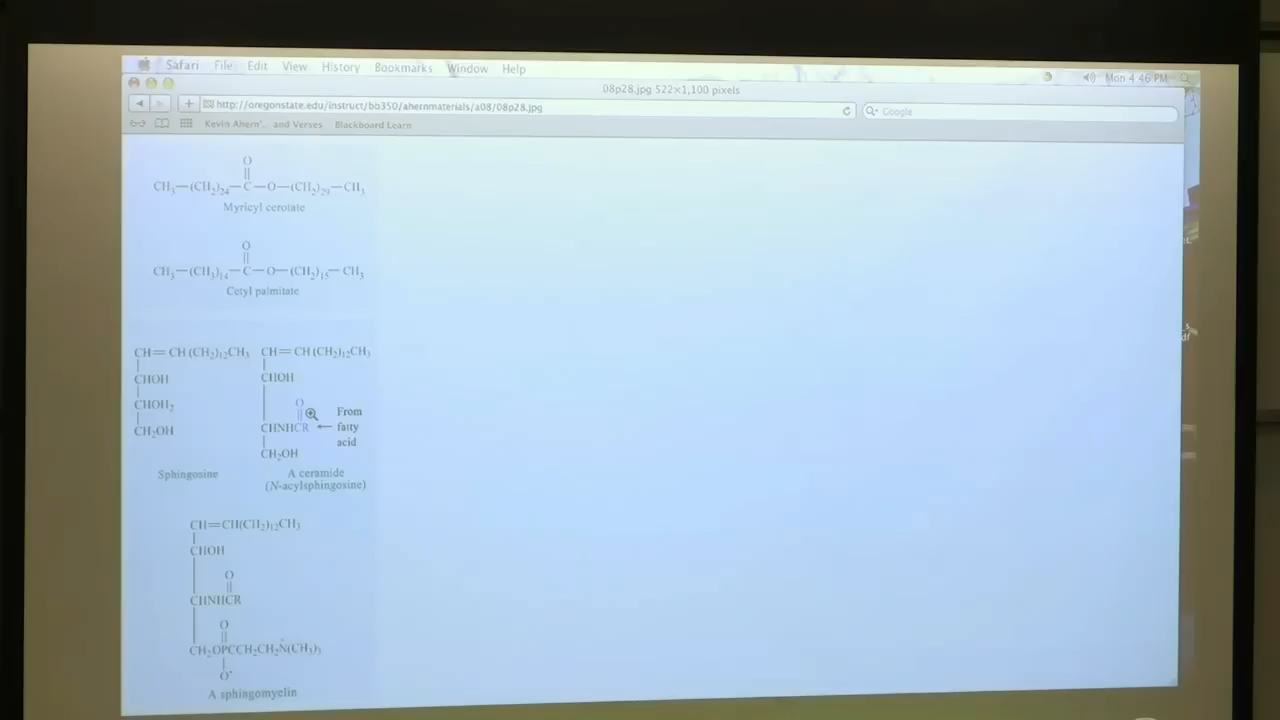 Safari File Edit View History Bookmarks Window Help Mon 4:46 PM
08p28.jpg 522×1,100 pixels
http://oregonstate.edu/instruct/bb350/ahernmaterials/a08/08p28.jpg Google
Kevin Ahern'... and Verses Blackboard Learn
O
CH₃—(CH₂)₂₄—C—O—(CH₂)₂₉—CH₃
Myricyl cerotate
O
CH₃—(CH₂)₁₄—C—O—(CH₂)₁₅—CH₃
Cetyl palmitate
CH=CH(CH₂)₁₂CH₃ CH=CH(CH₂)₁₂CH₃
CHOH CHOH
CHOH₂ O From
CHNHCR ← fatty
CH₂OH acid
CH₂OH
Sphingosine A ceramide
(N-acylsphingosine)
CH=CH(CH₂)₁₂CH₃
CHOH
O
CHNHCR
O
CH₂OPCCH₂CH₂N(CH₃)₃
O⁻
A sphingomyelin